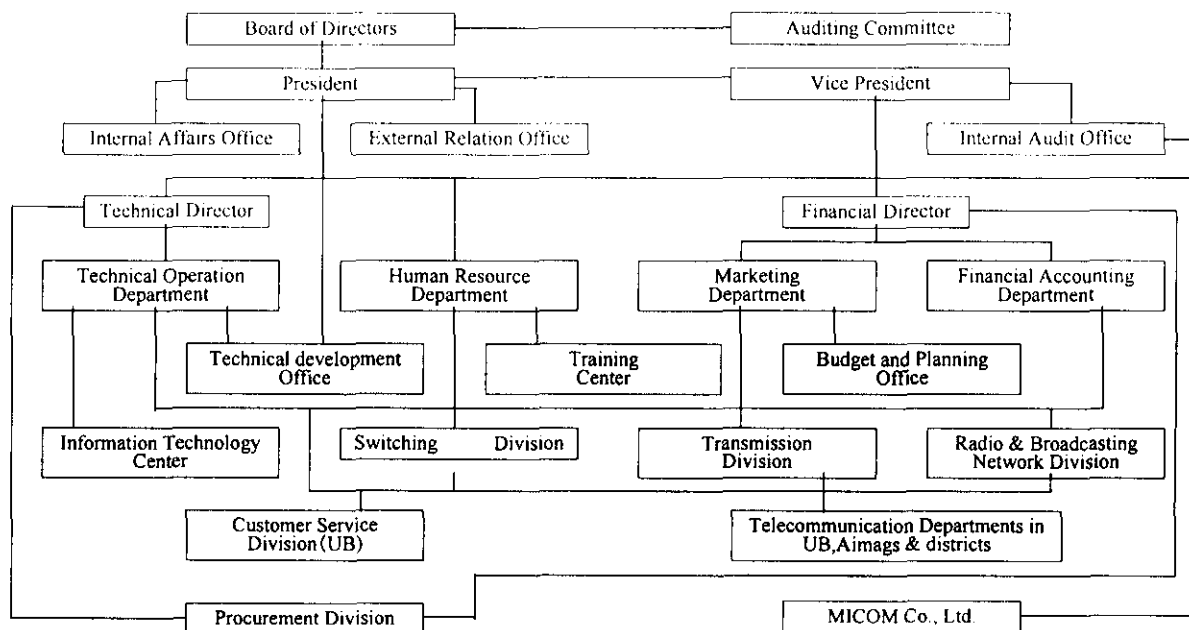 Board of Directors
Auditing Committee
President
Vice President
Internal Affairs Office
External Relation Office
Internal Audit Office
Technical Director
Financial Director
Technical Operation
Department
Human Resource
Department
Marketing
Department
Financial Accounting
Department
Technical development
Office
Training
Center
Budget and Planning
Office
Information Technology
Center
Switching Division
Transmission
Division
Radio & Broadcasting
Network Division
Customer Service
Division(UB)
Telecommunication Departments in
UB,Aimags & districts
Procurement Division
MICOM Co., Ltd.